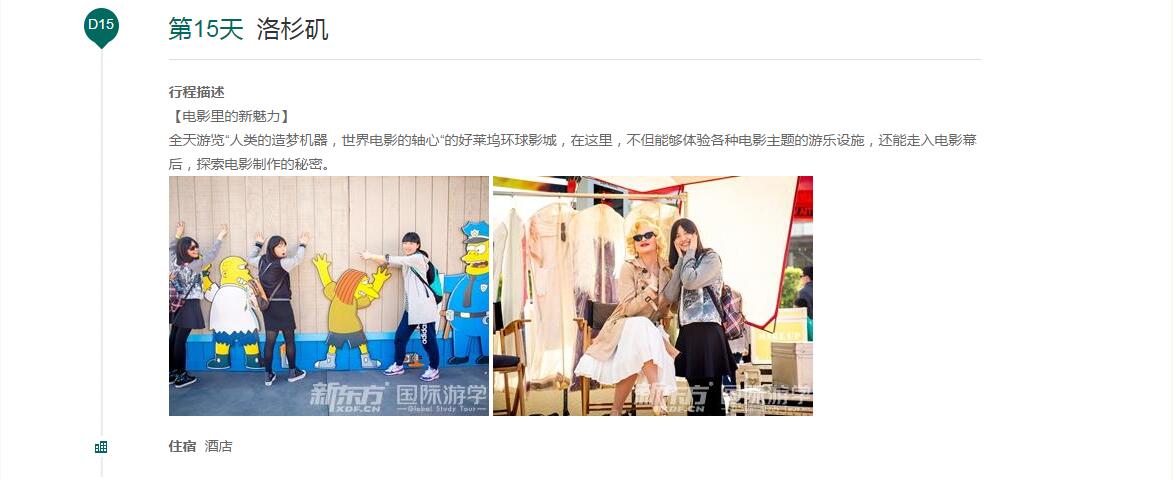 D15
第15天 洛杉矶
行程描述
【电影里的新魅力】
全天游览“人类的造梦机器，世界电影的轴心“的好莱坞环球影城，在这里，不但能够体验各种电影主题的游乐设施，还能走入电影幕
后，探索电影制作的秘密。
新东方 国际游学
XDF.CN —Global Study Tour—
新东方 国际游学
XDF.CN —Global Study Tour—
adidas
住宿 酒店